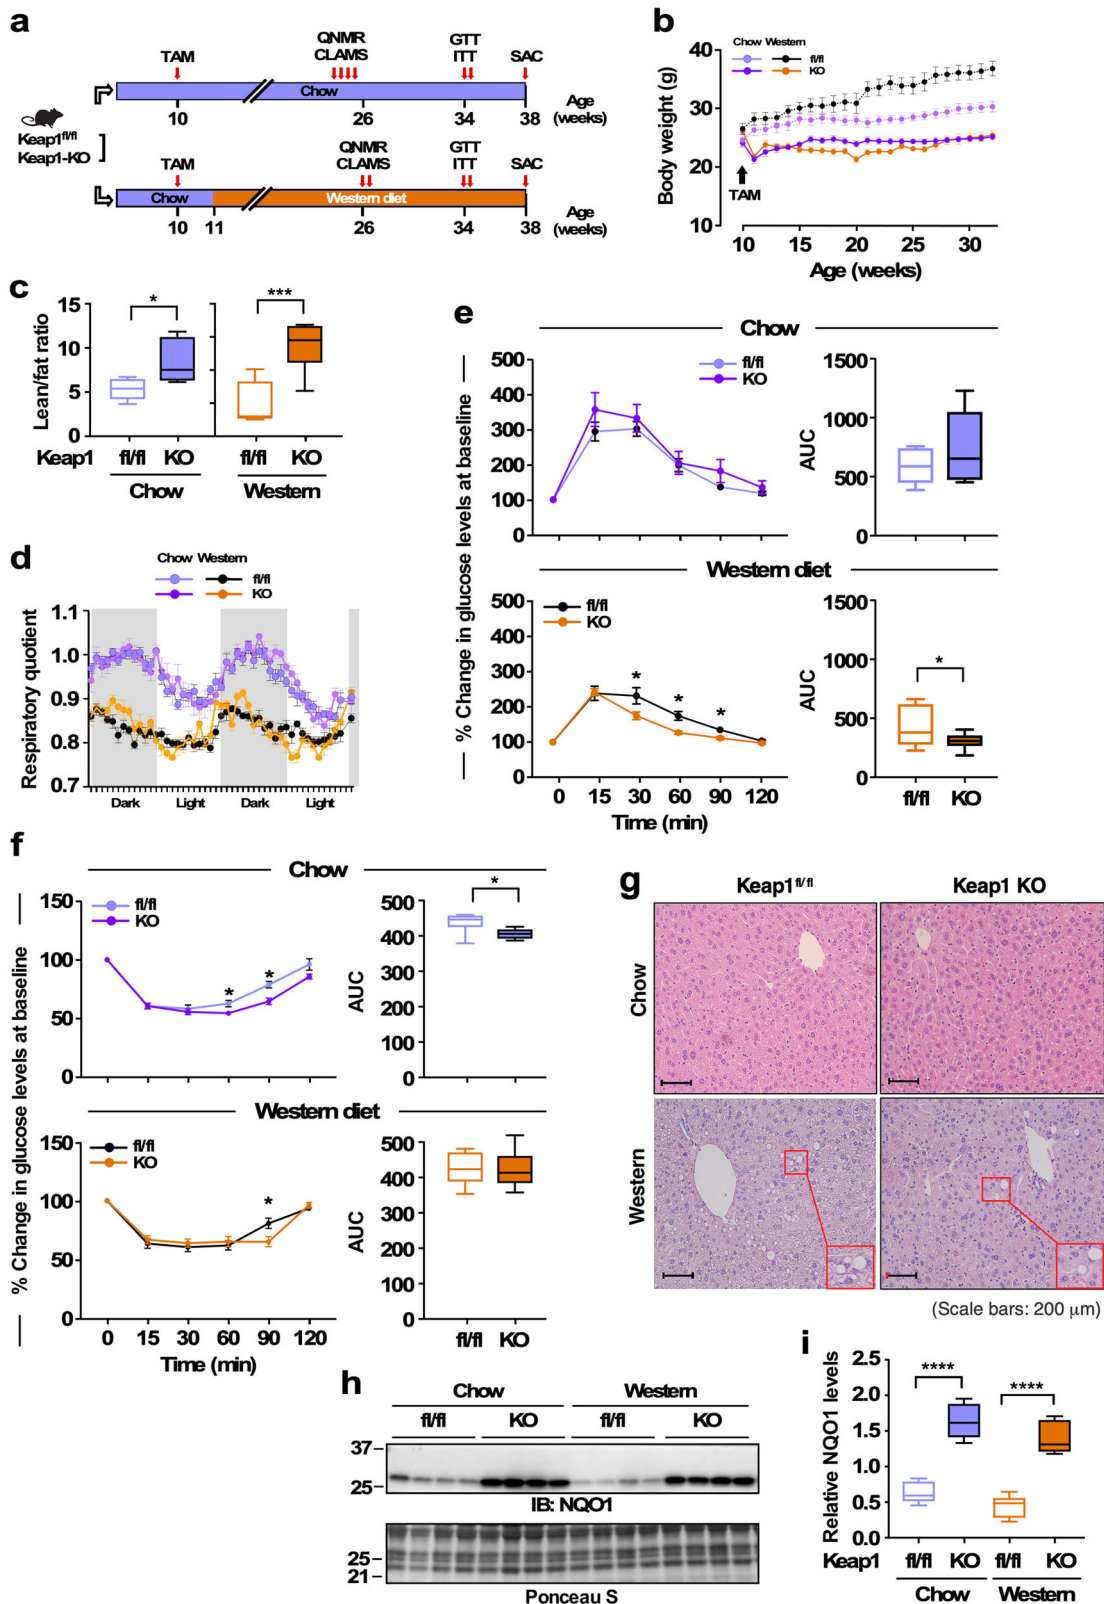 a
QNMR
CLAMS
GTT
ITT
TAM
SAC
Chow
10
26
34
38
Age
(weeks)
Keap1fl/fl
Keap1-KO
QNMR
CLAMS
GTT
ITT
TAM
SAC
Chow
Western diet
10
11
26
34
38
Age
(weeks)
b
Chow Western
fl/fl
KO
Body weight (g)
40
30
20
10
TAM
10 15 20 25 30
Age (weeks)
c
Lean/fat ratio
15
10
5
0
*
***
Keap1 fl/fl KO fl/fl KO
Chow Western
d
Chow Western
fl/fl
KO
Respiratory quotient
1.1
1.0
0.9
0.8
0.7
Dark Light Dark Light
e
Chow
% Change in glucose levels at baseline
500
400
300
200
100
0
fl/fl
KO
AUC
1500
1000
500
0
Western diet
500
400
300
200
100
0
fl/fl
KO
* * *
0 15 30 60 90 120
Time (min)
AUC
1500
1000
500
0
*
fl/fl KO
f
Chow
% Change in glucose levels at baseline
150
100
50
0
fl/fl
KO
* *
AUC
500
400
300
200
100
0
*
Western diet
150
100
50
0
fl/fl
KO
*
0 15 30 60 90 120
Time (min)
AUC
500
400
300
200
100
0
fl/fl KO
g
Keap1fl/fl Keap1 KO
Chow
Western
(Scale bars: 200 μm)
h
Chow Western
fl/fl KO fl/fl KO
37
25
IB: NQO1
25
21
Ponceau S
i
Relative NQO1 levels
2.5
2.0
1.5
1.0
0.5
0.0
****
****
Keap1 fl/fl KO fl/fl KO
Chow Western